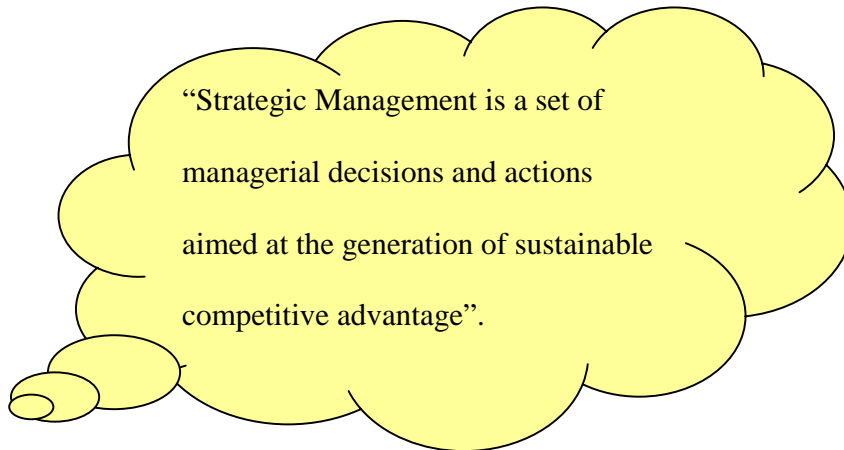 “Strategic Management is a set of
managerial decisions and actions
aimed at the generation of sustainable
competitive advantage”.